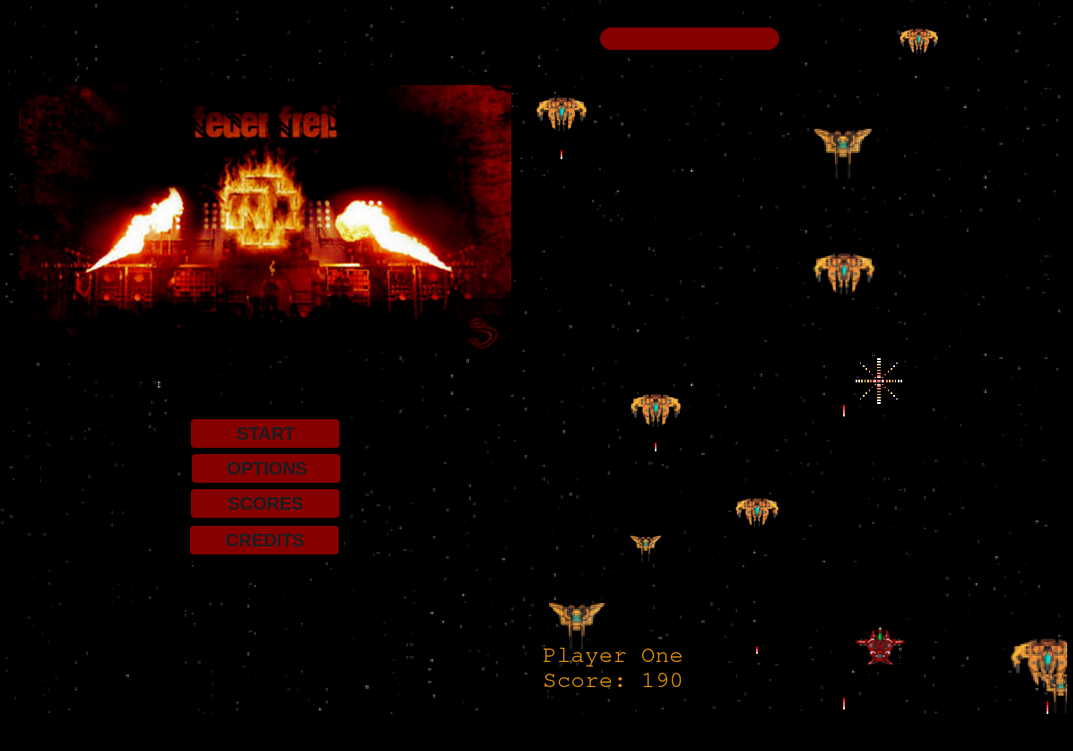 feuer frei!
START
OPTIONS
SCORES
CREDITS
Player One
Score: 190